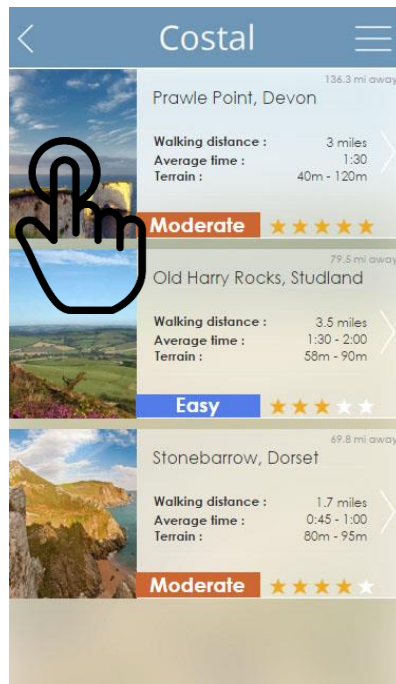 Costal
136.3 mi away
Prawle Point, Devon
Walking distance : 3 miles
Average time : 1:30
Terrain : 40m - 120m
Moderate
79.5 mi away
Old Harry Rocks, Studland
Walking distance : 3.5 miles
Average time : 1:30 - 2:00
Terrain : 58m - 90m
Easy
69.8 mi away
Stonebarrow, Dorset
Walking distance : 1.7 miles
Average time : 0:45 - 1:00
Terrain : 80m - 95m
Moderate